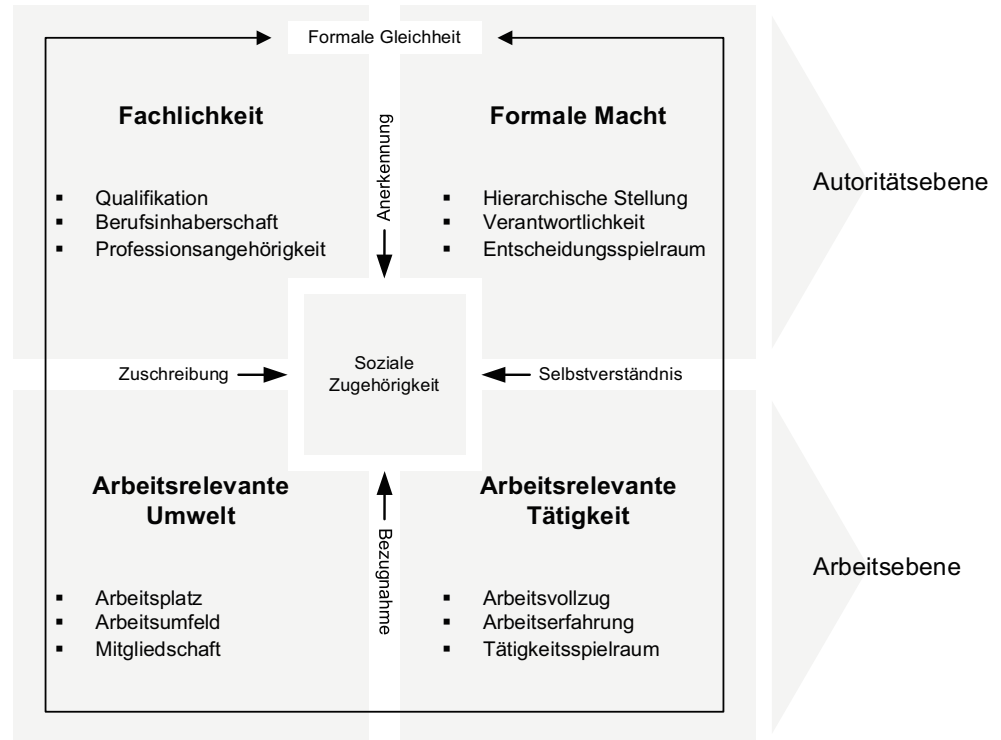 Formale Gleichheit
Fachlichkeit
Qualifikation
Berufsinhaberschaft
Professionsangehörigkeit
Anerkennung
Formale Macht
Hierarchische Stellung
Verantwortlichkeit
Entscheidungsspielraum
Autoritätsebene
Zuschreibung
Soziale
Zugehörigkeit
Selbstverständnis
Arbeitsrelevante
Umwelt
Arbeitsplatz
Arbeitsumfeld
Mitgliedschaft
Bezugnahme
Arbeitsrelevante
Tätigkeit
Arbeitsvollzug
Arbeitserfahrung
Tätigkeitsspielraum
Arbeitsebene